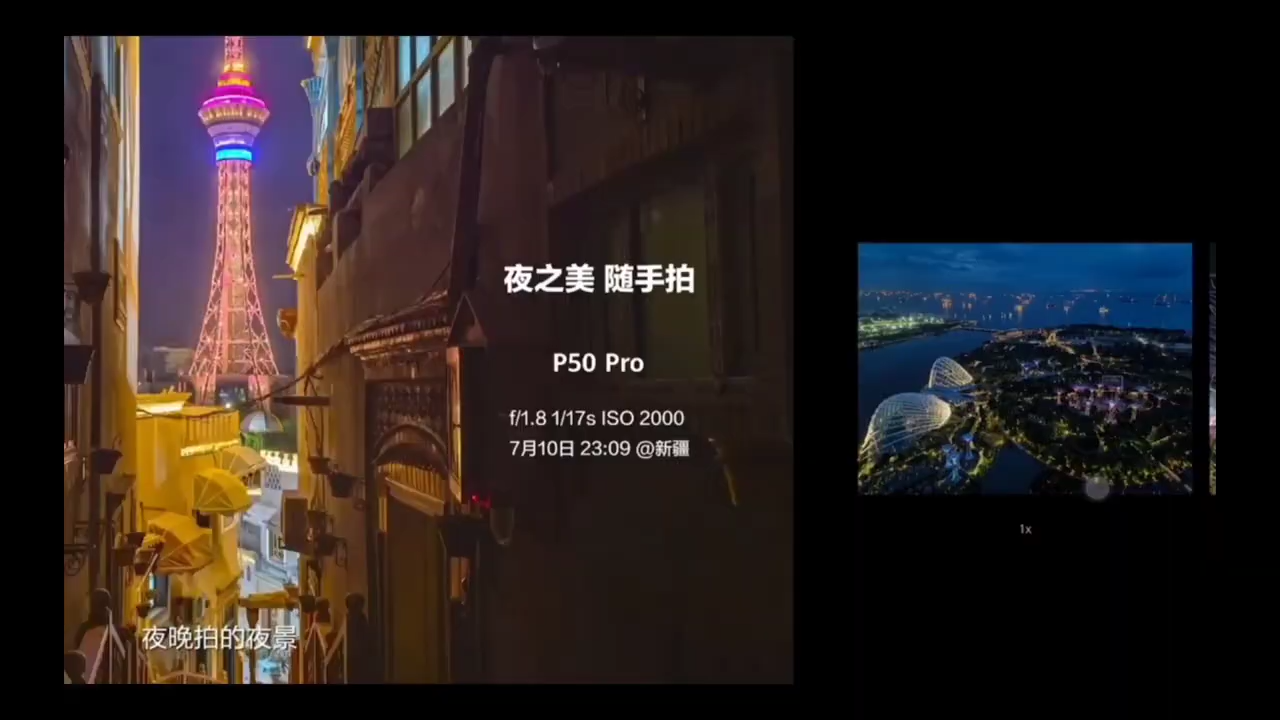 夜之美 随手拍
P50 Pro
f/1.8 1/17s ISO 2000
7月10日 23:09 @新疆
夜晚拍的夜景
1x